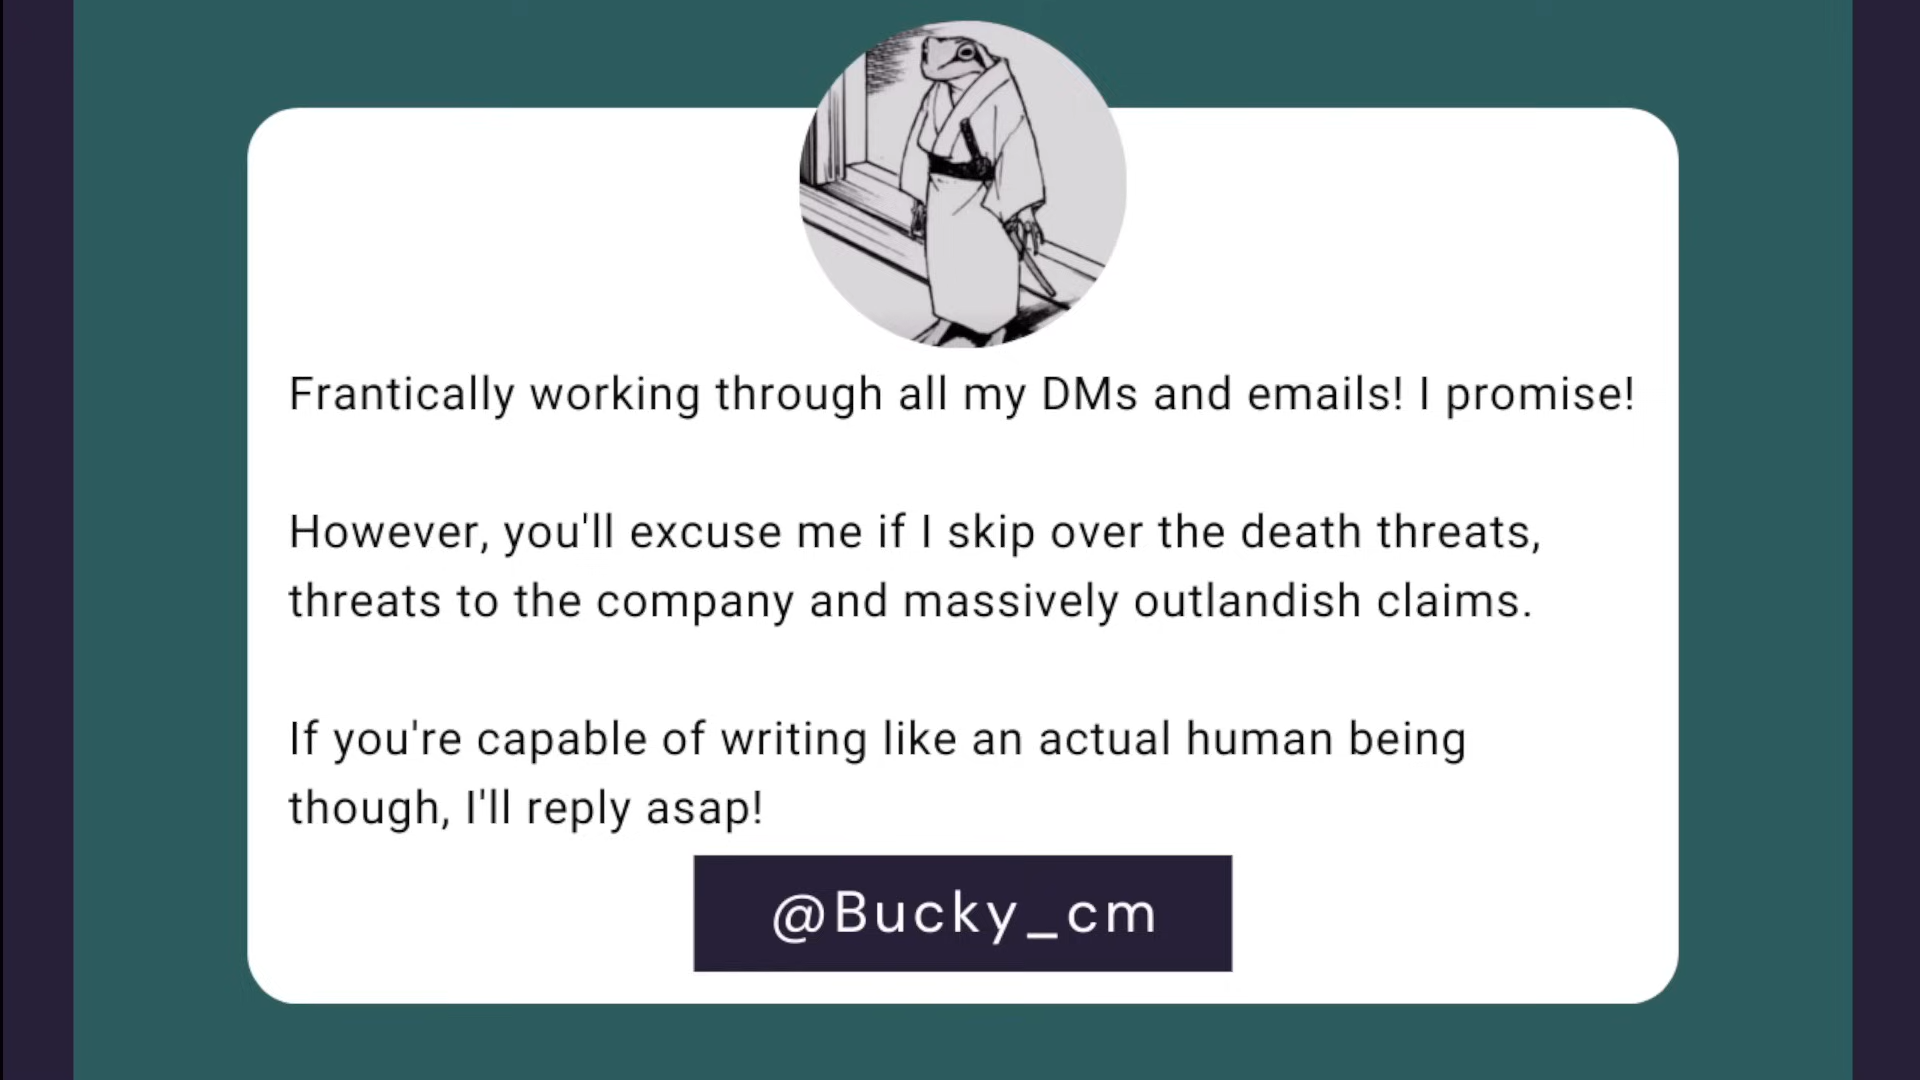 Frantically working through all my DMs and emails! I promise!
However, you'll excuse me if I skip over the death threats,
threats to the company and massively outlandish claims.
If you're capable of writing like an actual human being
though, I'll reply asap!
@Bucky_cm